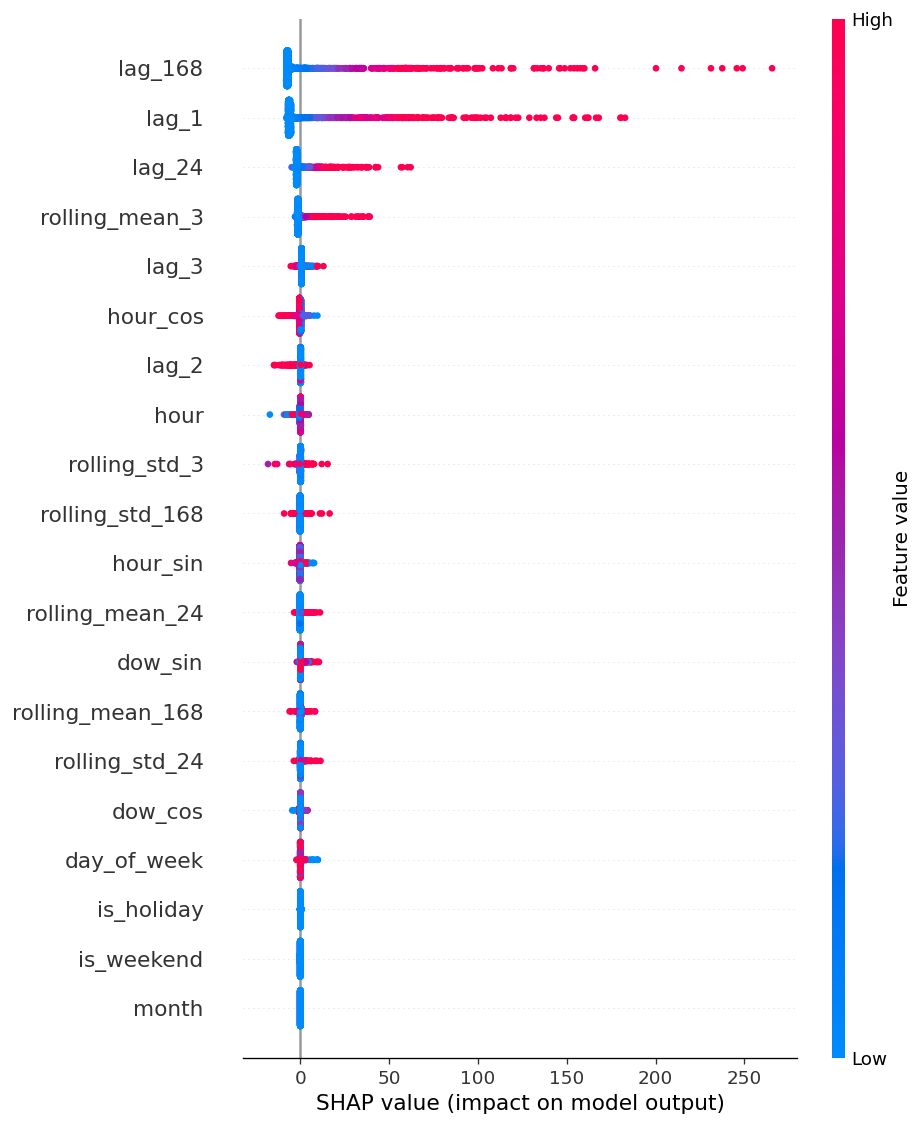 High
lag_168
lag_1
lag_24
rolling_mean_3
lag_3
hour_cos
lag_2
hour
rolling_std_3
rolling_std_168
hour_sin
rolling_mean_24
dow_sin
rolling_mean_168
rolling_std_24
dow_cos
day_of_week
is_holiday
is_weekend
month
Feature value
Low
0 50 100 150 200 250
SHAP value (impact on model output)